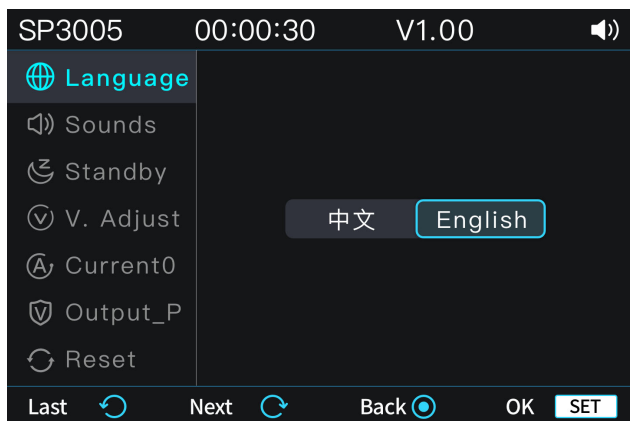 SP3005 00:00:30 V1.00
Language
Sounds
Standby
V. Adjust
Current0
Output_P
Reset
中文 English
Last Next Back OK SET